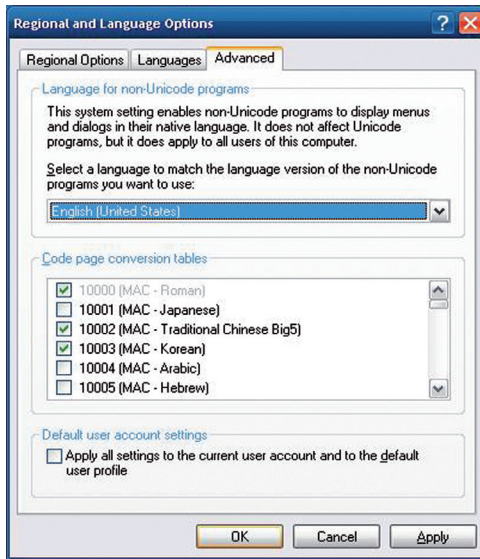 Regional and Language Options
Regional Options Languages Advanced
Language for non-Unicode programs
This system setting enables non-Unicode programs to display menus
and dialogs in their native language. It does not affect Unicode
programs, but it does apply to all users of this computer.
Select a language to match the language version of the non-Unicode
programs you want to use:
English (United States)
Code page conversion tables
10000 (MAC - Roman)
10001 (MAC - Japanese)
10002 (MAC - Traditional Chinese Big5)
10003 (MAC - Korean)
10004 (MAC - Arabic)
10005 (MAC - Hebrew)
Default user account settings
Apply all settings to the current user account and to the default
user profile
OK Cancel Apply